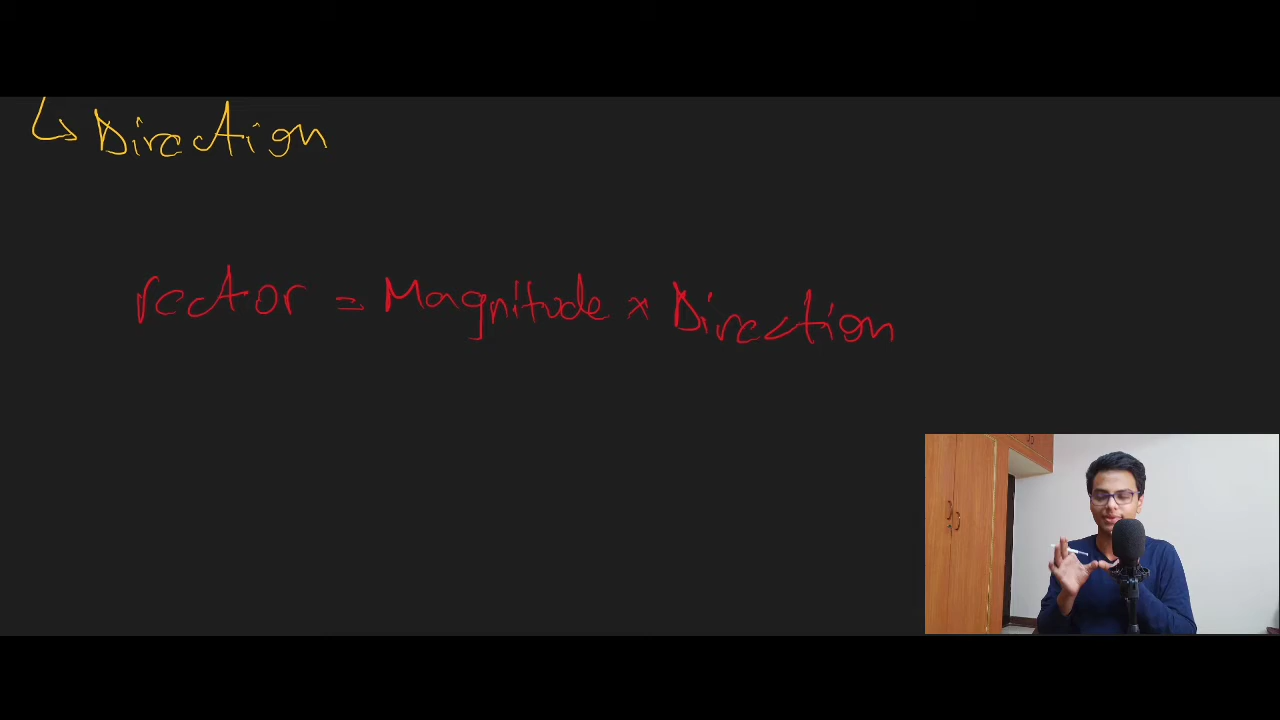 ↳ Direction
vector = Magnitude × Direction